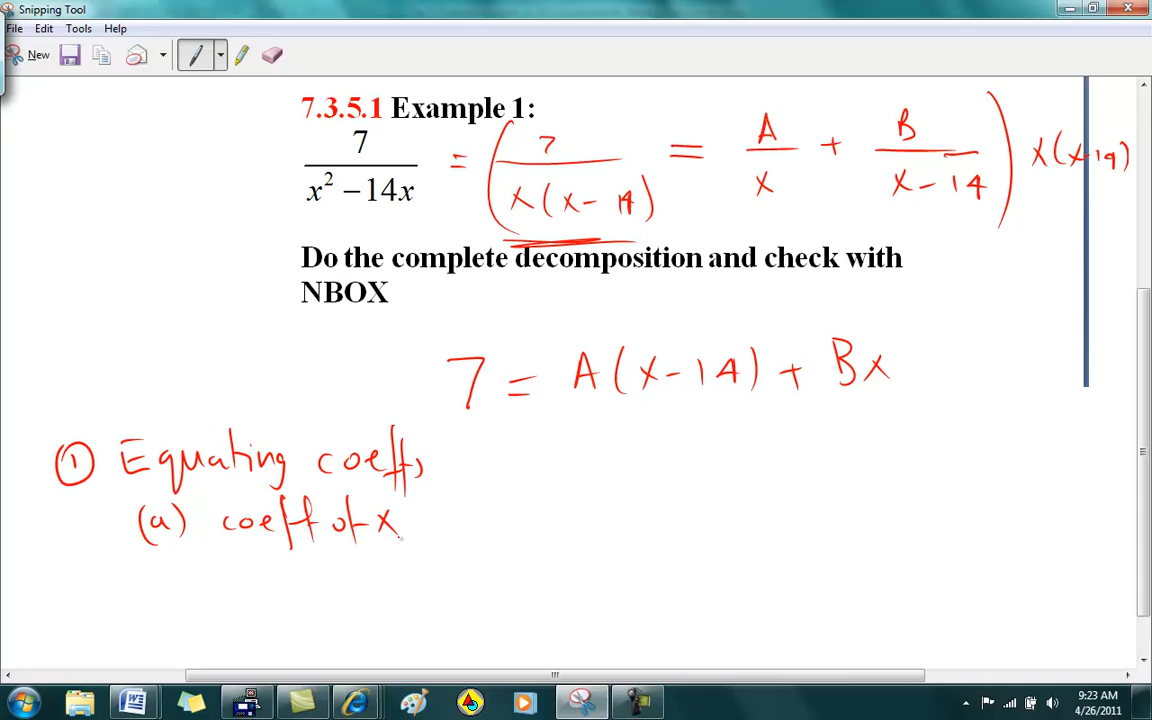 Snipping Tool
File Edit Tools Help
New
7.3.5.1 Example 1:
7 / (x² − 14x) = ( 7 / x(x − 14) = A / x + B / x − 14 ) x(x−14)
Do the complete decomposition and check with
NBOX
7 = A(x−14) + Bx
① Equating coeffs
(a) coeff of x
9:23 AM
4/26/2011